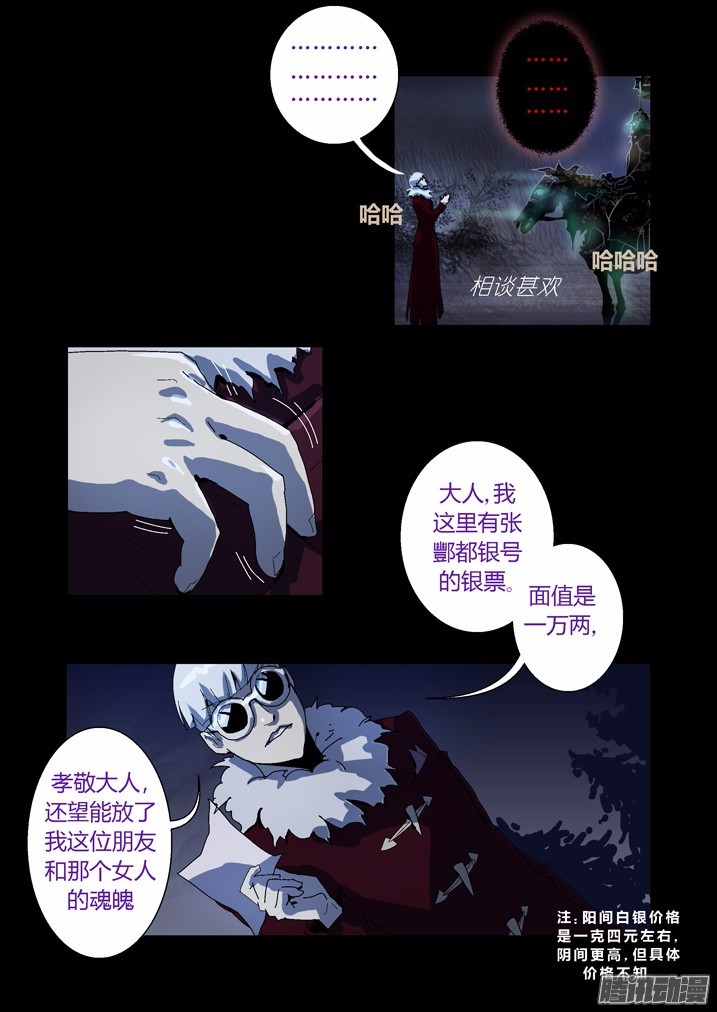 …………
…………
…………
……
……
……
哈哈
哈哈哈
相谈甚欢
大人，我
这里有张
酆都银号
的银票。
面值是
一万两，
孝敬大人，
还望能放了
我这位朋友
和那个女人
的魂魄
注：阳间白银价格
是一克四元左右，
阴间更高，但具体
价格不知
腾讯动漫